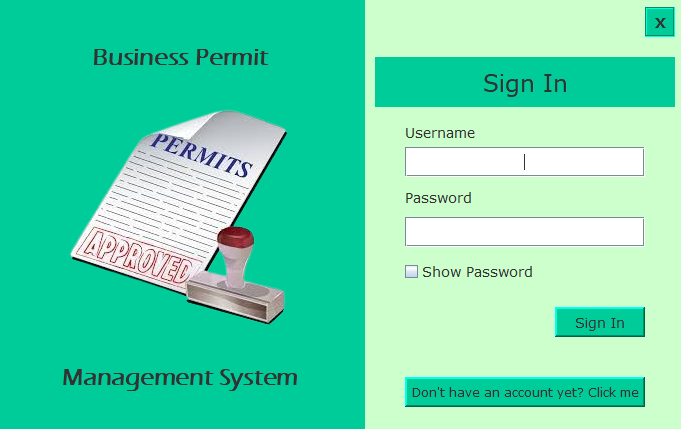 Business Permit
PERMITS
APPROVED
Management System
X
Sign In
Username
Password
Show Password
Sign In
Don't have an account yet? Click me